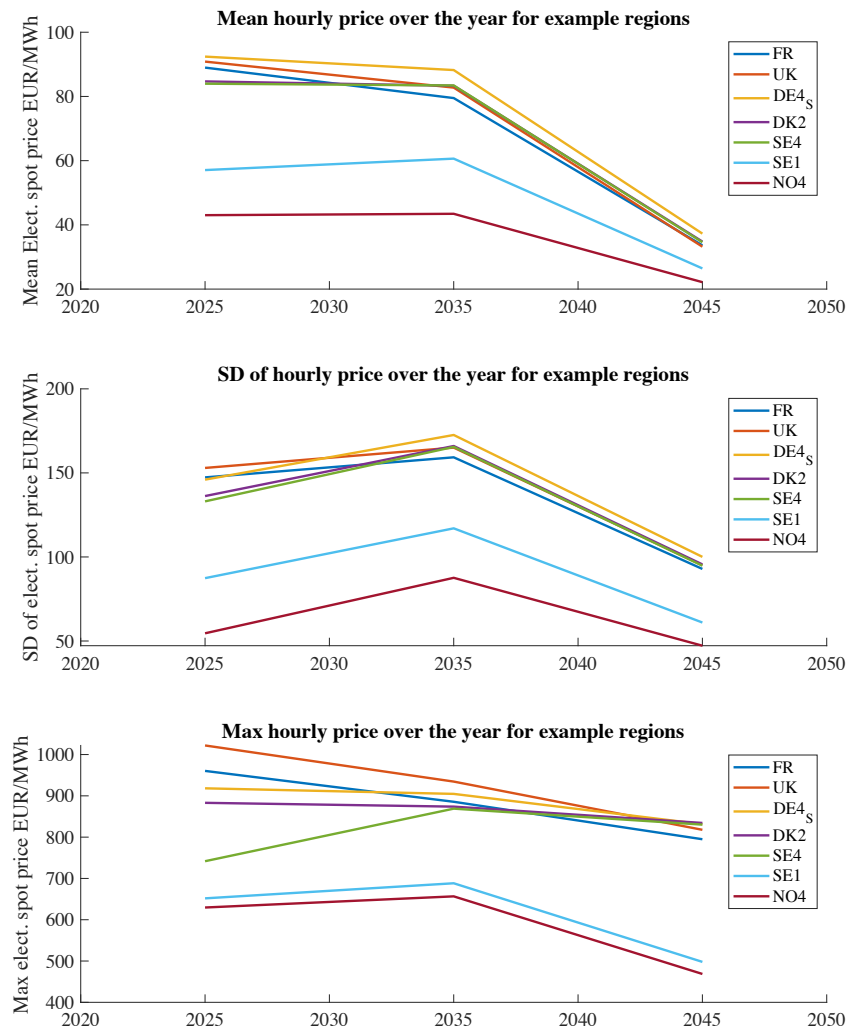 Mean hourly price over the year for example regions
Mean Elect. spot price EUR/MWh
100
80
60
40
20
2020 2025 2030 2035 2040 2045 2050
FR
UK
DE4S
DK2
SE4
SE1
NO4
SD of hourly price over the year for example regions
SD of elect. spot price EUR/MWh
200
150
100
50
2020 2025 2030 2035 2040 2045 2050
FR
UK
DE4S
DK2
SE4
SE1
NO4
Max hourly price over the year for example regions
Max elect. spot price EUR/MWh
1000
900
800
700
600
500
400
2020 2025 2030 2035 2040 2045 2050
FR
UK
DE4S
DK2
SE4
SE1
NO4